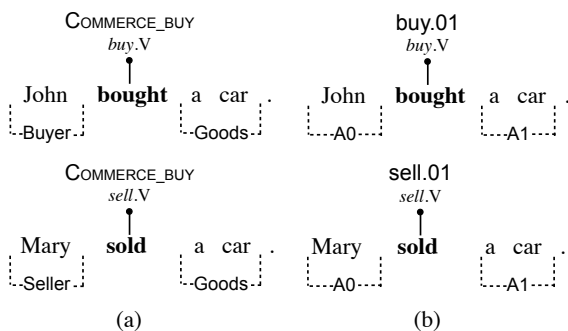 COMMERCE_BUY buy.01
buy.V buy.V
John bought a car . John bought a car .
Buyer Goods A0 A1
COMMERCE_BUY sell.01
sell.V sell.V
Mary sold a car . Mary sold a car .
Seller Goods A0 A1
(a) (b)